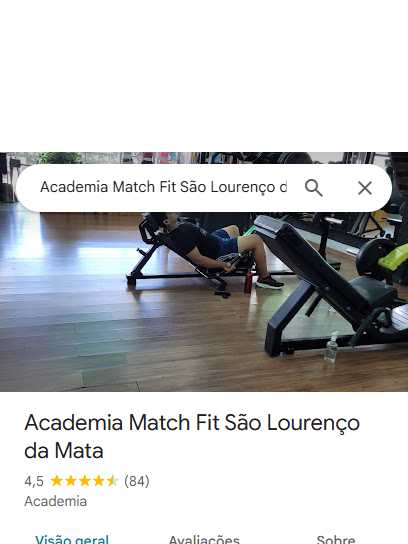 Academia Match Fit São Lourenço d
Academia Match Fit São Lourenço
da Mata
4,5 (84)
Academia
Visão geral Avaliações Sobre